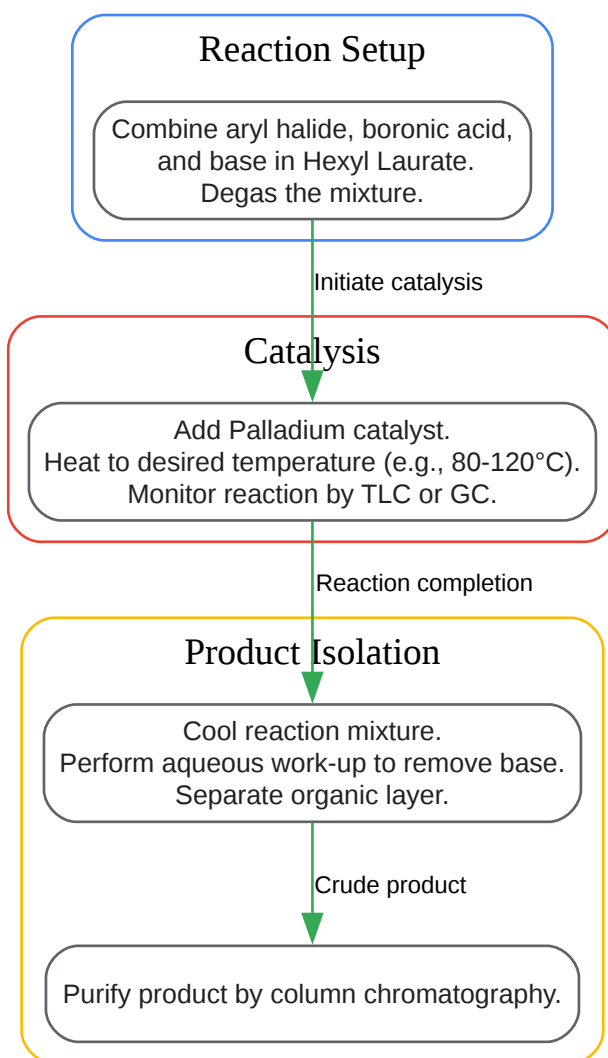 Reaction Setup
Combine aryl halide, boronic acid,
and base in Hexyl Laurate.
Degas the mixture.
Initiate catalysis
Catalysis
Add Palladium catalyst.
Heat to desired temperature (e.g., 80-120°C).
Monitor reaction by TLC or GC.
Reaction completion
Product Isolation
Cool reaction mixture.
Perform aqueous work-up to remove base.
Separate organic layer.
Crude product
Purify product by column chromatography.